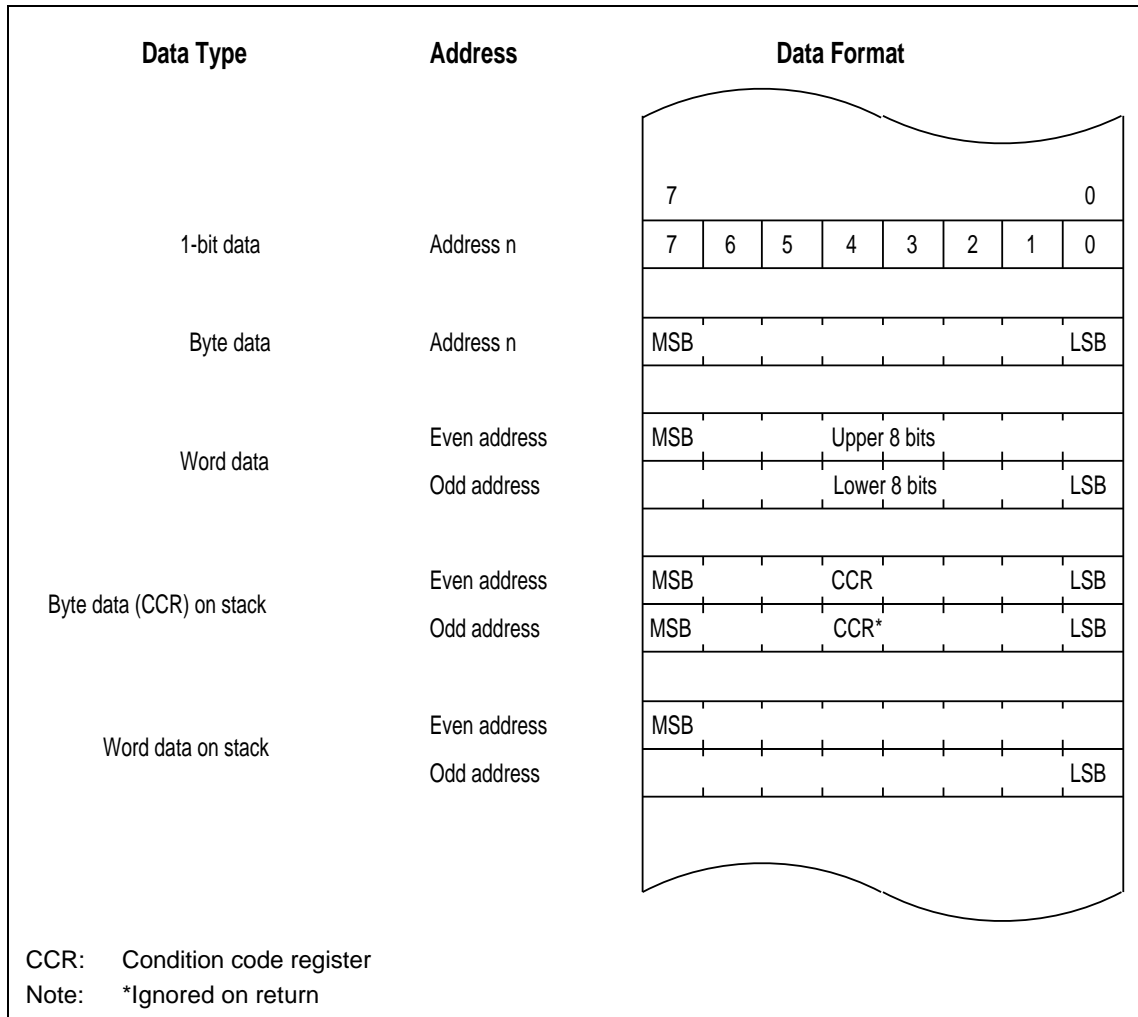 Data Type Address Data Format
7 0
1-bit data Address n 7 6 5 4 3 2 1 0
Byte data Address n MSB LSB
Word data
Even address MSB Upper 8 bits
Odd address Lower 8 bits LSB
Byte data (CCR) on stack
Even address MSB CCR LSB
Odd address MSB CCR* LSB
Word data on stack
Even address MSB
Odd address LSB
CCR: Condition code register
Note: *Ignored on return